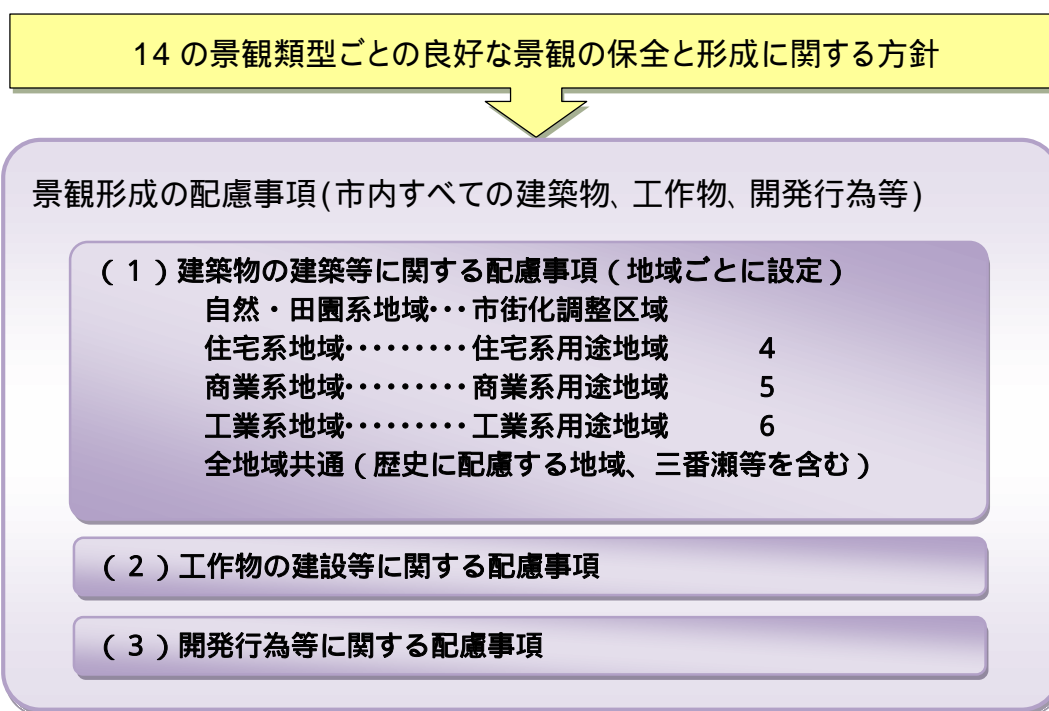 14 の景観類型ごとの良好な景観の保全と形成に関する方針
景観形成の配慮事項(市内すべての建築物、工作物、開発行為等)
(1)建築物の建築等に関する配慮事項(地域ごとに設定)
自然・田園系地域・・・市街化調整区域
住宅系地域・・・・・・・・・住宅系用途地域 4
商業系地域・・・・・・・・・商業系用途地域 5
工業系地域・・・・・・・・・工業系用途地域 6
全地域共通(歴史に配慮する地域、三番瀬等を含む)
(2)工作物の建設等に関する配慮事項
(3)開発行為等に関する配慮事項